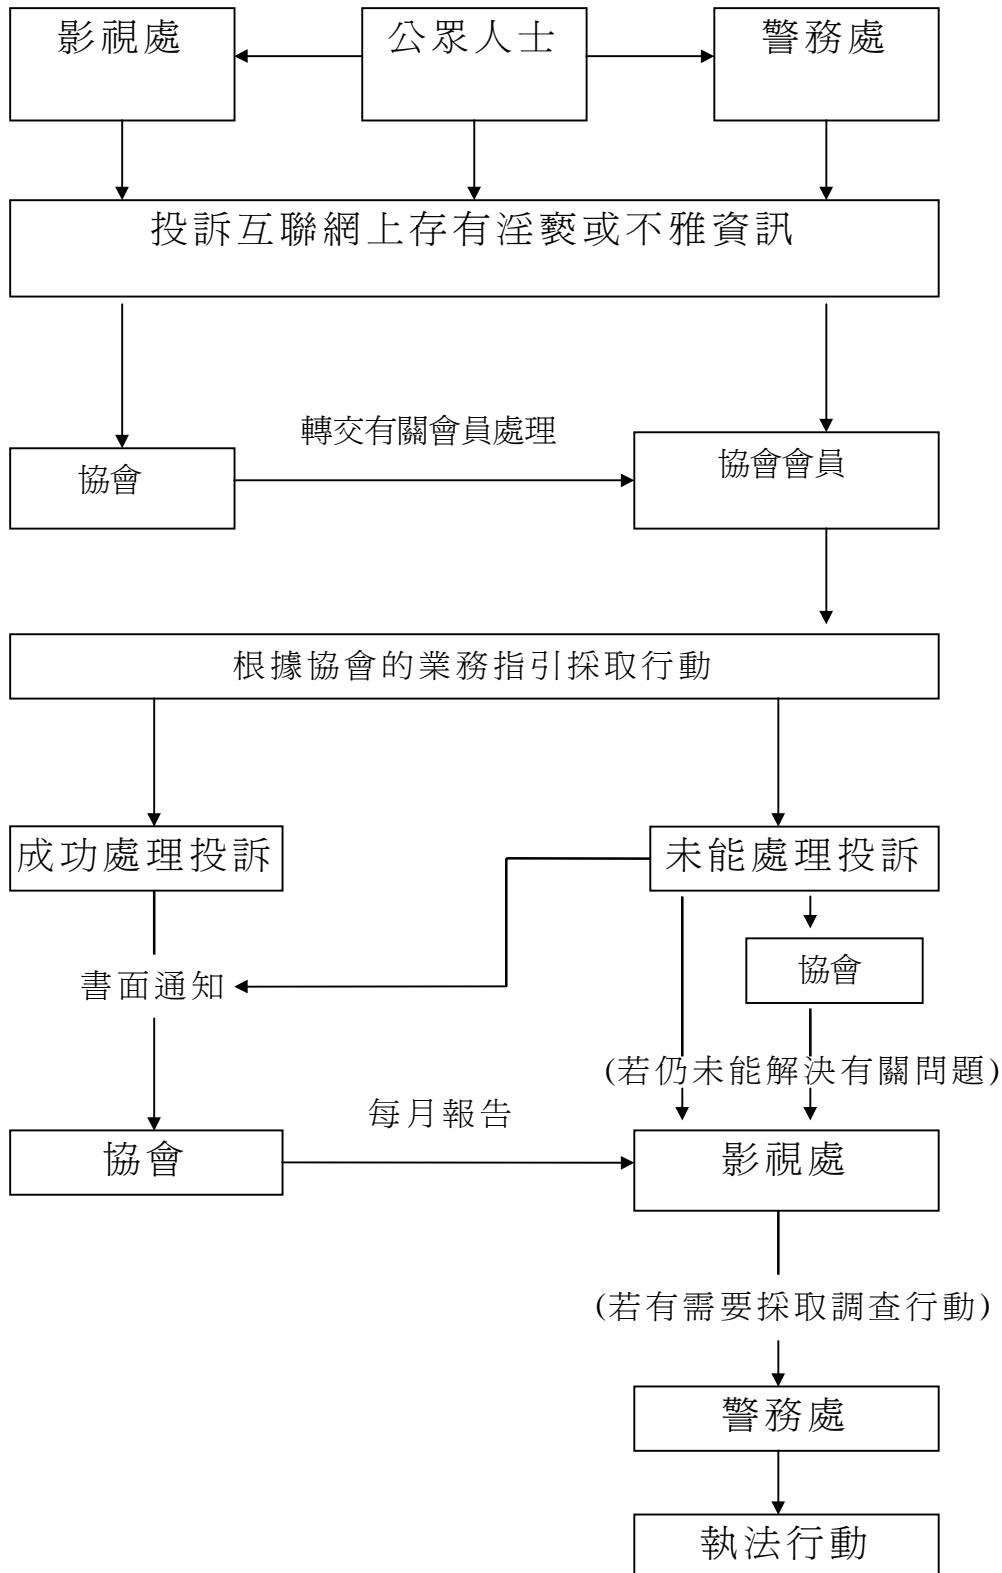 影視處
公眾人士
警務處
投訴互聯網上存有淫褻或不雅資訊
轉交有關會員處理
協會
協會會員
根據協會的業務指引採取行動
成功處理投訴
未能處理投訴
書面通知
協會
(若仍未能解決有關問題)
每月報告
協會
影視處
(若有需要採取調查行動)
警務處
執法行動